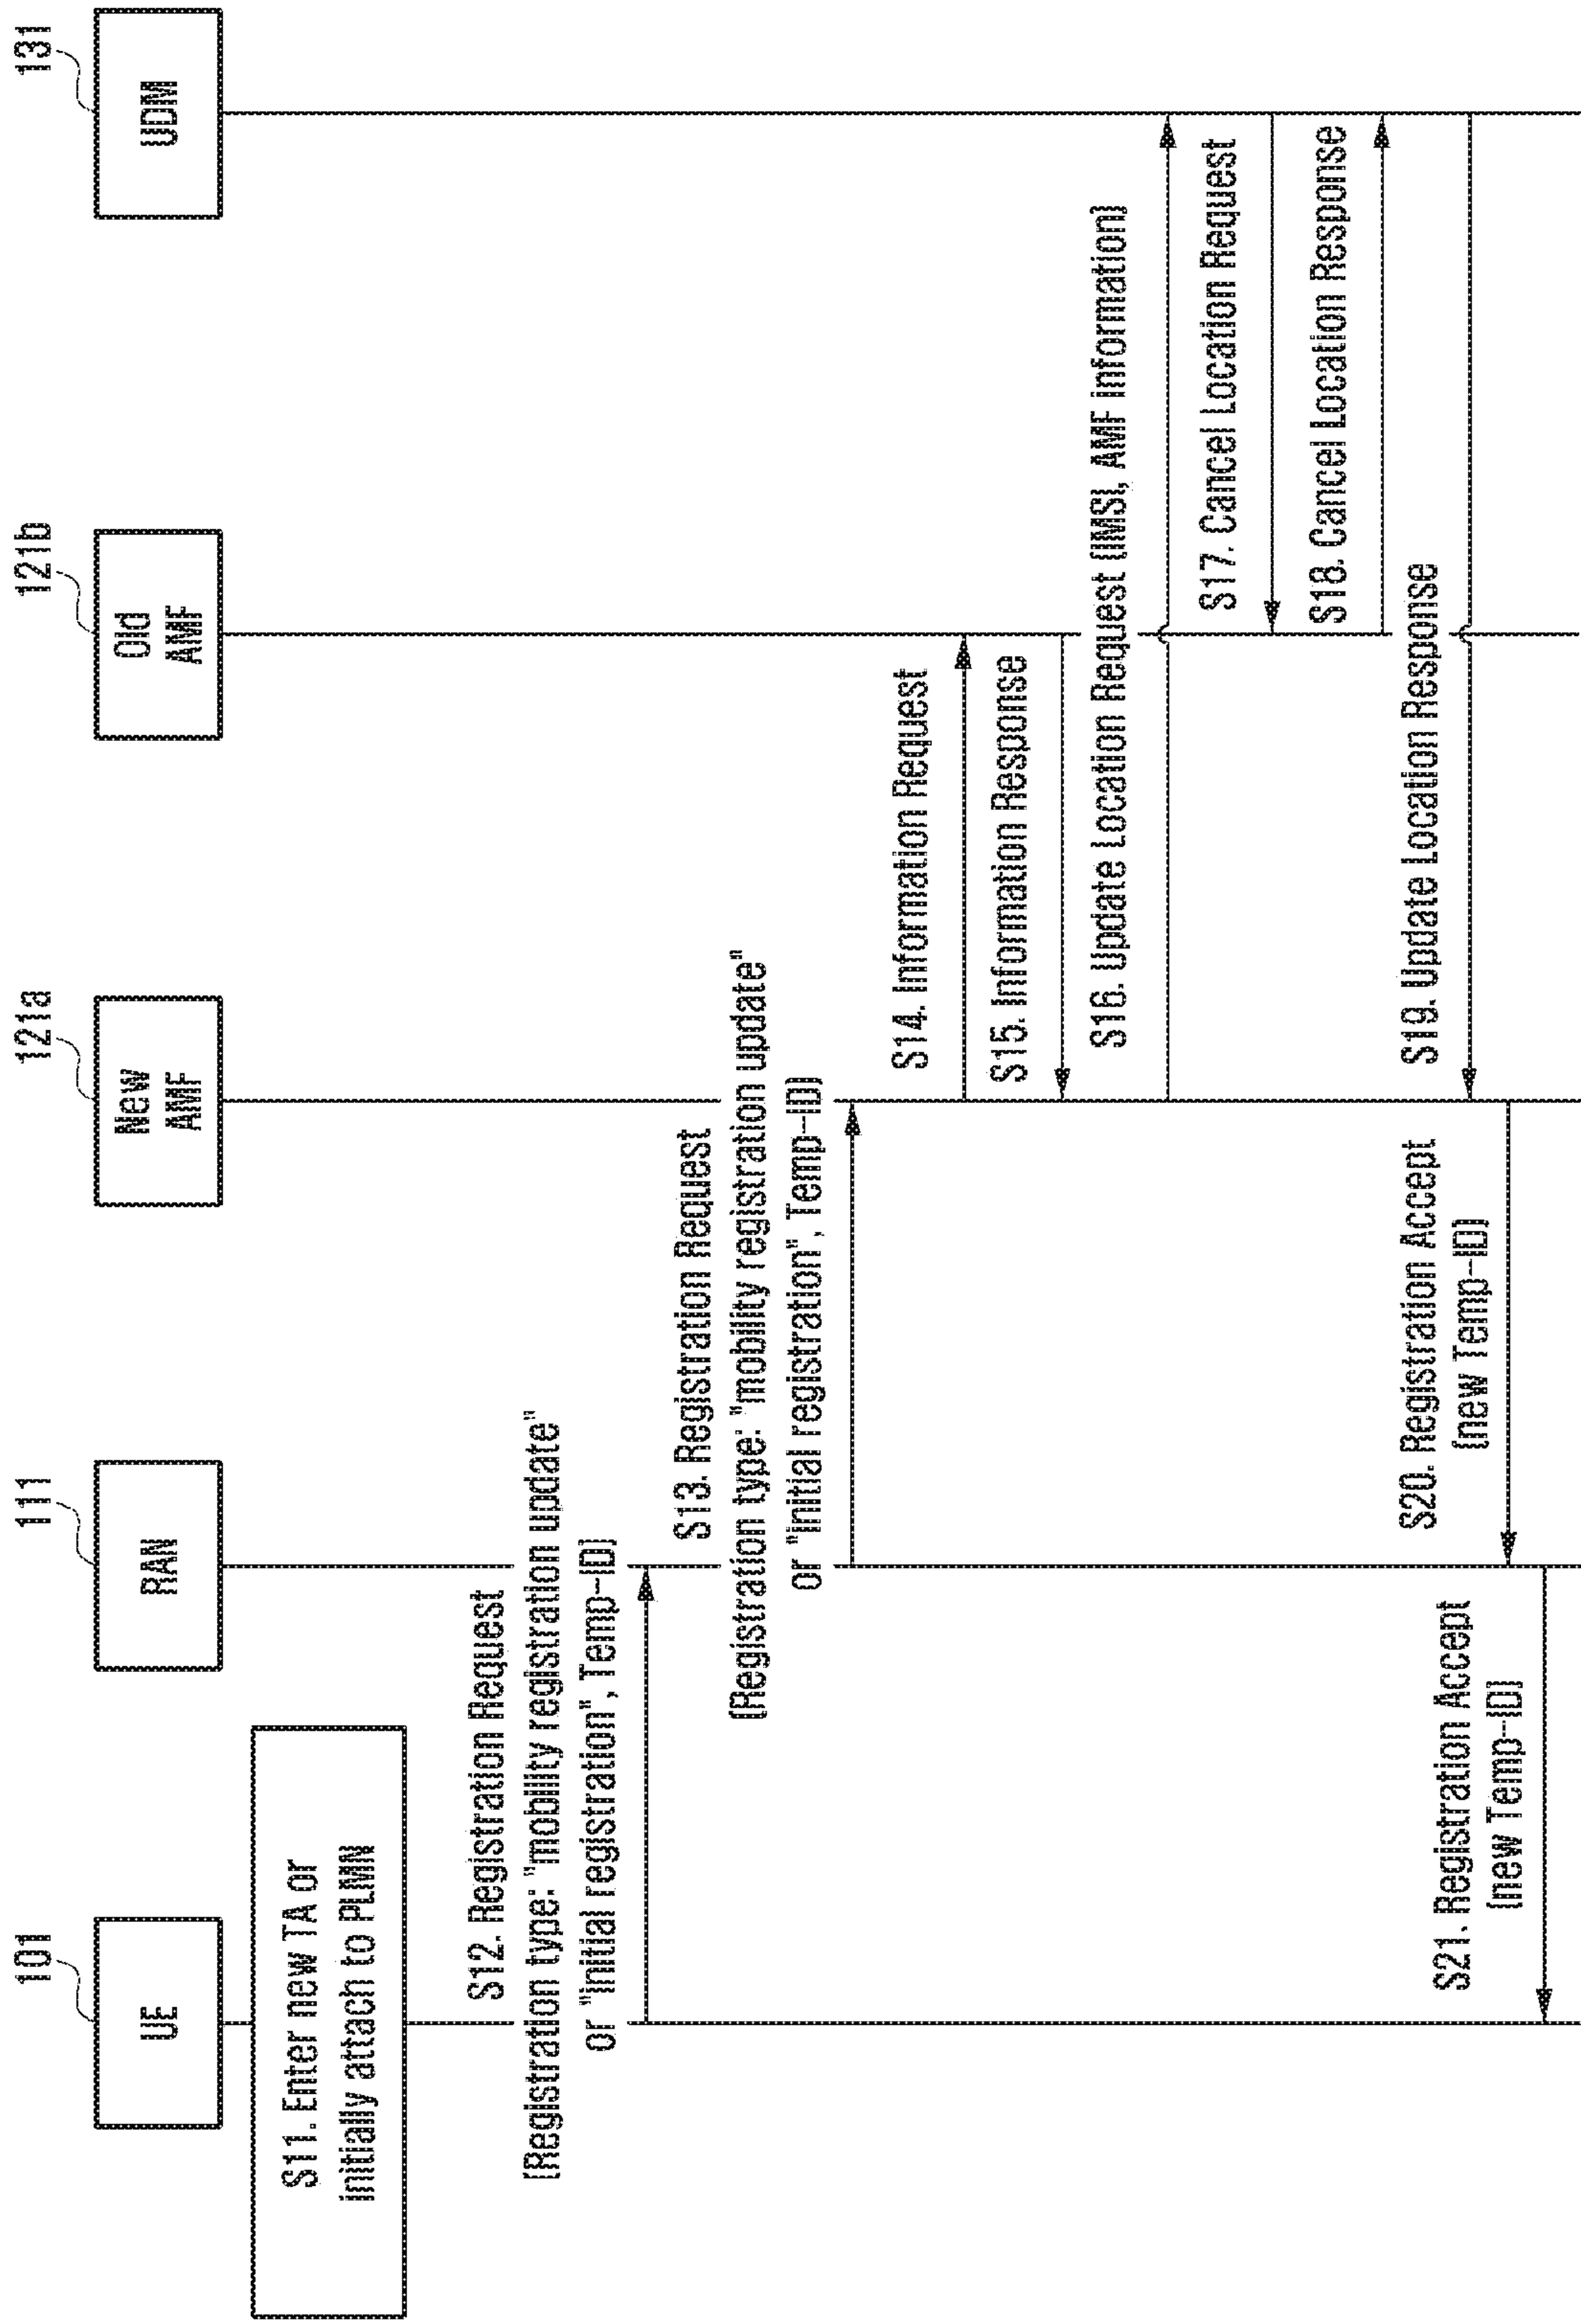 101
111
121a
121b
131
UE
RAN
New
AMF
Old
AMF
UDM
S11. Enter new TA or
initially attach to PLMN
S12. Registration Request
(Registration type: "mobility registration update"
or "initial registration", Temp-ID)
S13. Registration Request
(Registration type: "mobility registration update"
or "initial registration", Temp-ID)
S14. Information Request
S15. Information Response
S16. Update Location Request (IMSI, AMF information)
S17. Cancel Location Request
S18. Cancel Location Response
S19. Update Location Response
S20. Registration Accept
(new Temp-ID)
S21. Registration Accept
(new Temp-ID)